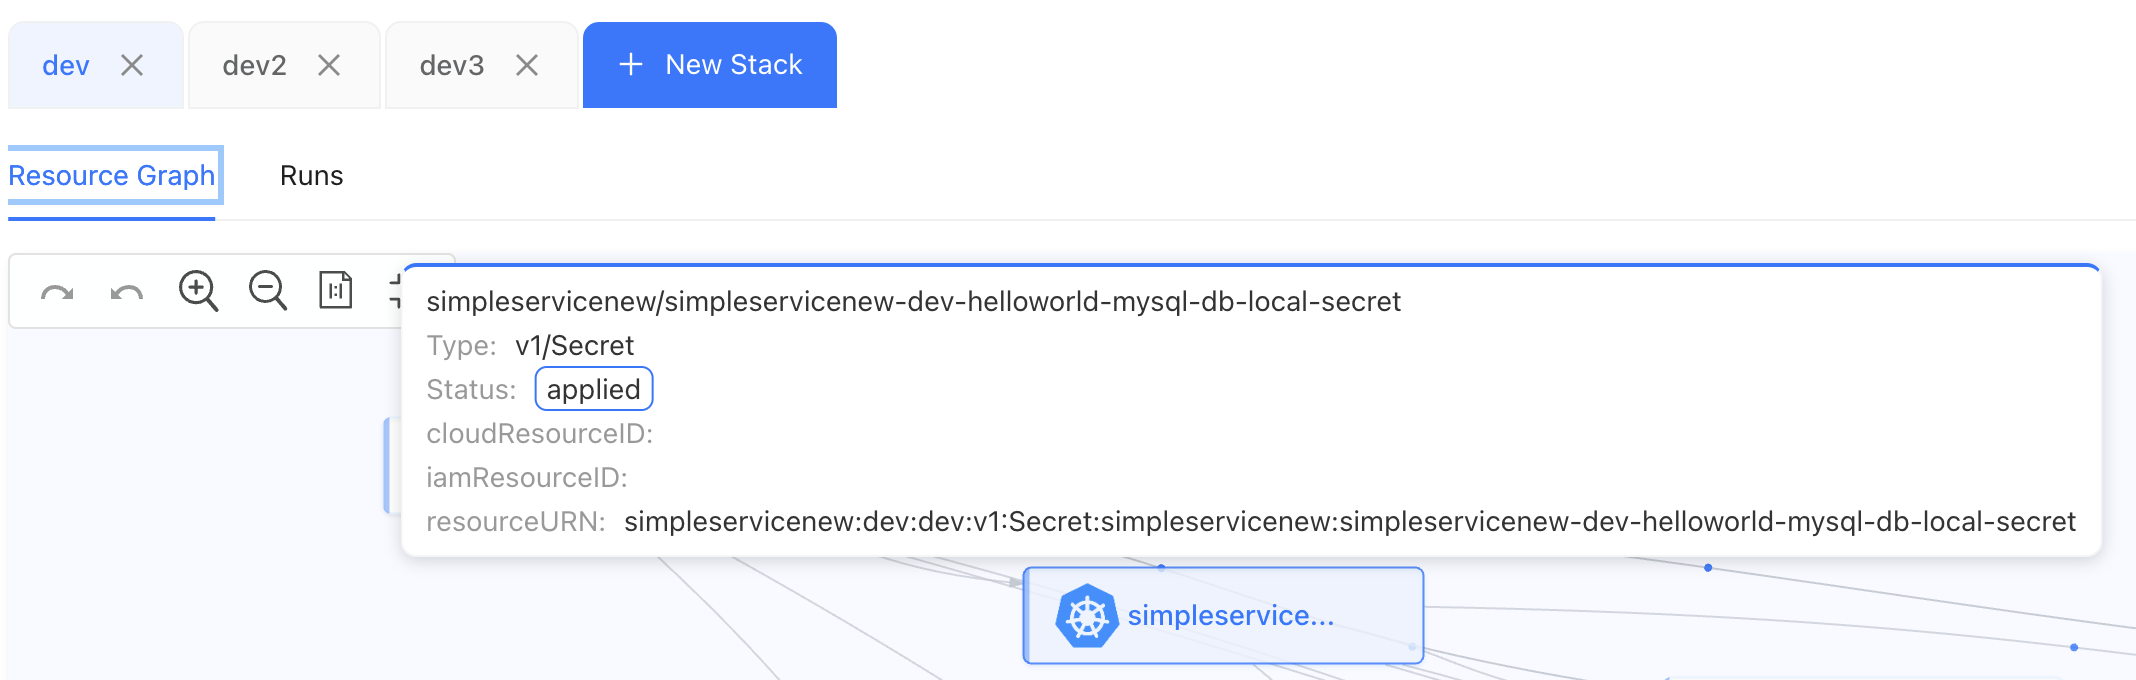 dev
dev2
dev3
New Stack
Resource Graph
Runs
1:1
simpleservicenew/simpleservicenew-dev-helloworld-mysql-db-local-secret
Type: v1/Secret
Status: applied
cloudResourceID:
iamResourceID:
resourceURN: simpleservicenew:dev:dev:v1:Secret:simpleservicenew:simpleservicenew-dev-helloworld-mysql-db-local-secret
simpleservice...